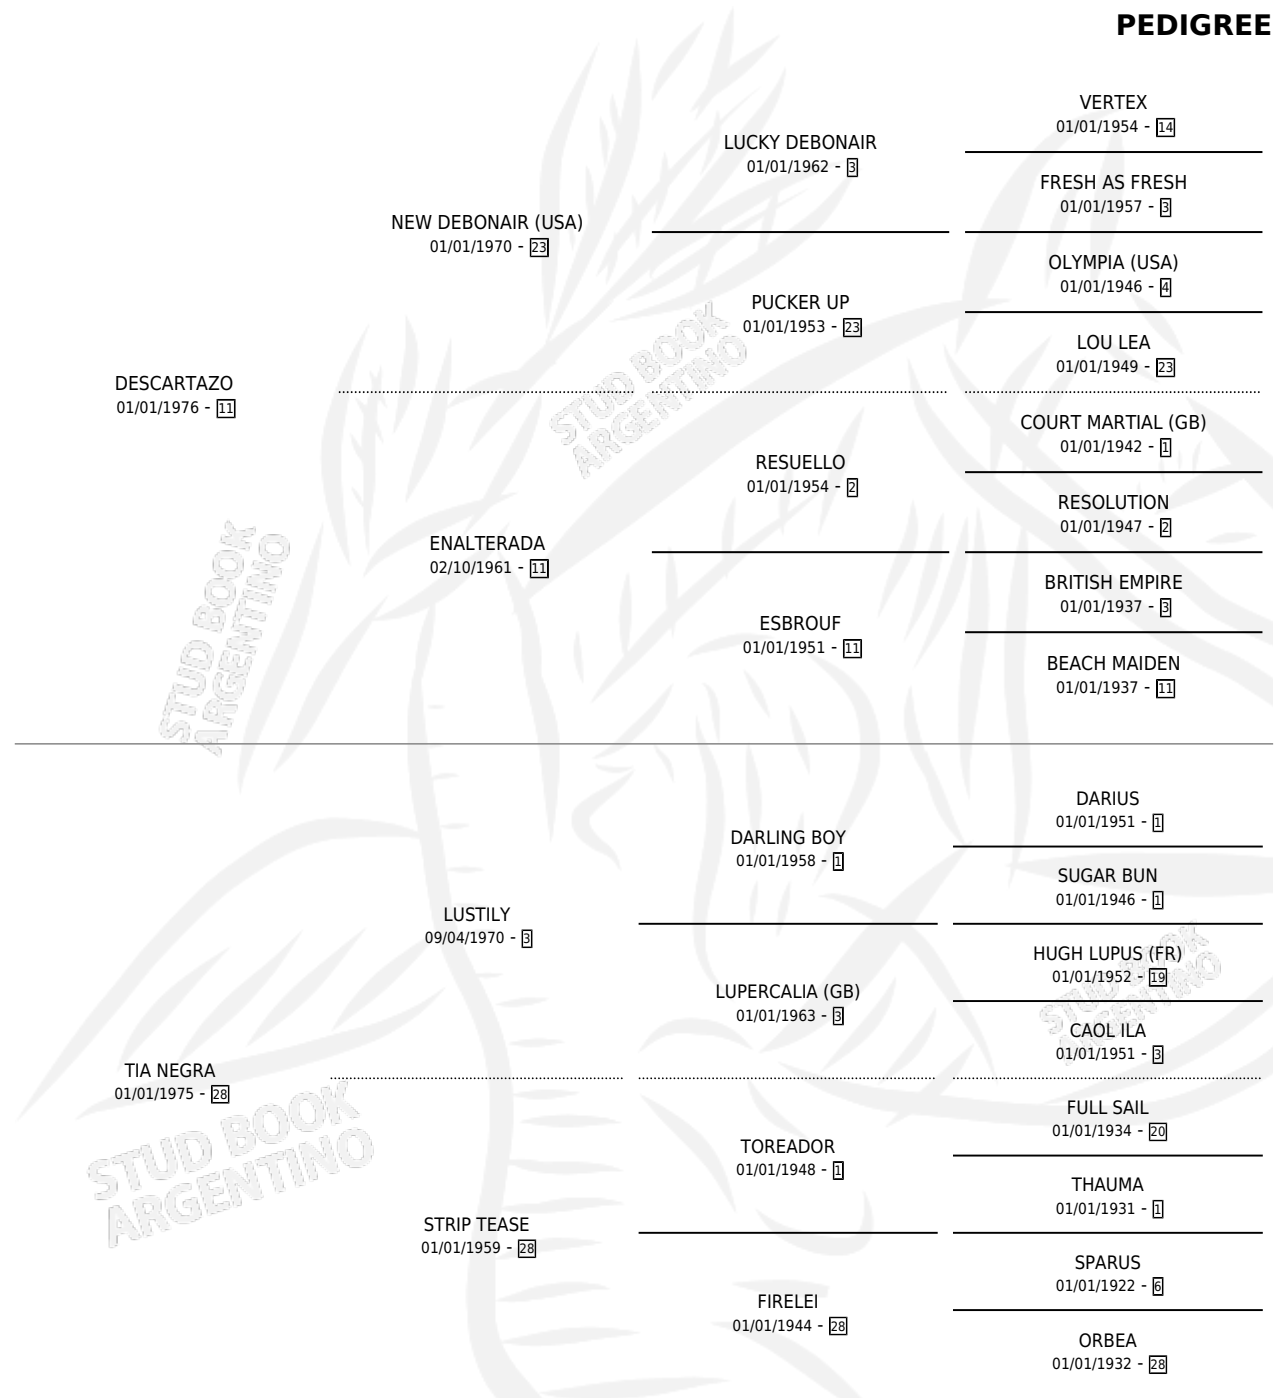 PEDIGREE
VERTEX
01/01/1954 - 14
LUCKY DEBONAIR
01/01/1962 - 3
FRESH AS FRESH
01/01/1957 - 3
NEW DEBONAIR (USA)
01/01/1970 - 23
OLYMPIA (USA)
01/01/1946 - 4
PUCKER UP
01/01/1953 - 23
LOU LEA
01/01/1949 - 23
DESCARTAZO
01/01/1976 - 11
COURT MARTIAL (GB)
01/01/1942 - 1
RESUELLO
01/01/1954 - 2
RESOLUTION
01/01/1947 - 2
ENALTERADA
02/10/1961 - 11
BRITISH EMPIRE
01/01/1937 - 3
ESBROUF
01/01/1951 - 11
BEACH MAIDEN
01/01/1937 - 11
DARIUS
01/01/1951 - 1
DARLING BOY
01/01/1958 - 1
SUGAR BUN
01/01/1946 - 1
LUSTILY
09/04/1970 - 3
HUGH LUPUS (FR)
01/01/1952 - 19
LUPERCALIA (GB)
01/01/1963 - 3
CAOL ILA
01/01/1951 - 3
TIA NEGRA
01/01/1975 - 28
FULL SAIL
01/01/1934 - 20
TOREADOR
01/01/1948 - 1
THAUMA
01/01/1931 - 1
STRIP TEASE
01/01/1959 - 28
SPARUS
01/01/1922 - 6
FIRELEI
01/01/1944 - 28
ORBEA
01/01/1932 - 28
STUD BOOK
ARGENTINO
STUD BOOK
ARGENTINO
STUD BOOK
ARGENTINO
STUD BOOK
ARGENTINO